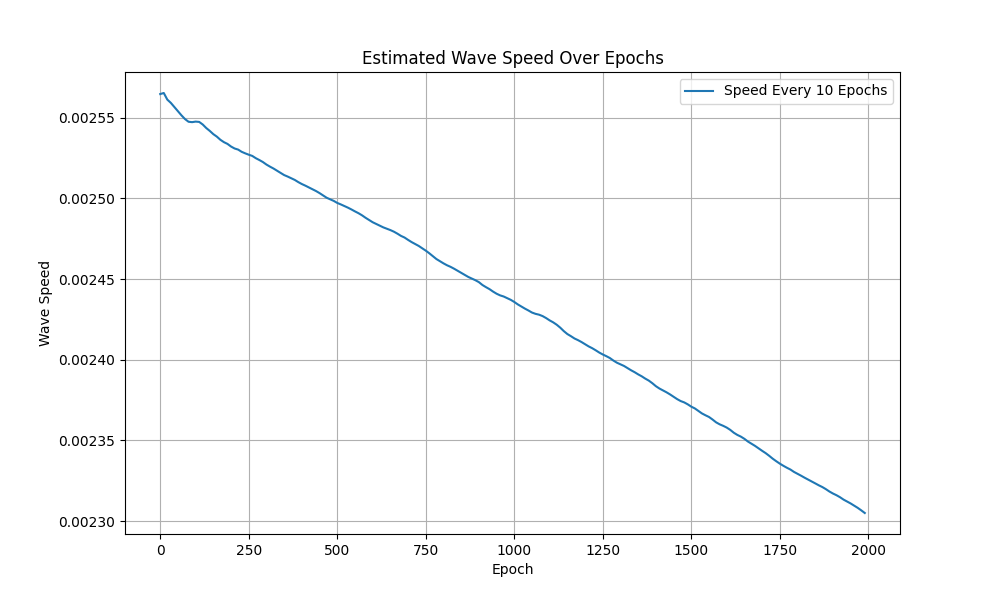 Estimated Wave Speed Over Epochs
Speed Every 10 Epochs
Wave Speed
0.00255
0.00250
0.00245
0.00240
0.00235
0.00230
0 250 500 750 1000 1250 1500 1750 2000
Epoch